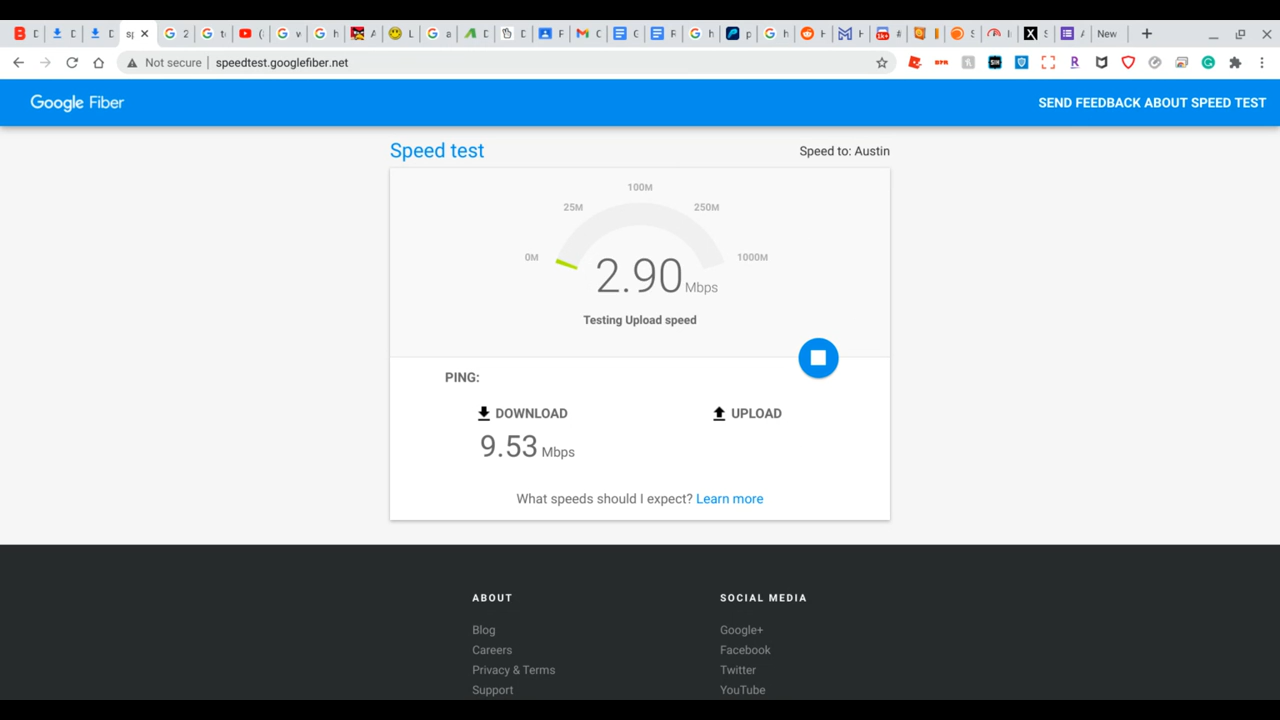 Not secure | speedtest.googlefiber.net
New
Google Fiber
SEND FEEDBACK ABOUT SPEED TEST
Speed test
Speed to: Austin
100M
25M
250M
0M
1000M
2.90 Mbps
Testing Upload speed
PING:
DOWNLOAD
UPLOAD
9.53 Mbps
What speeds should I expect? Learn more
ABOUT
SOCIAL MEDIA
Blog
Google+
Careers
Facebook
Privacy & Terms
Twitter
Support
YouTube